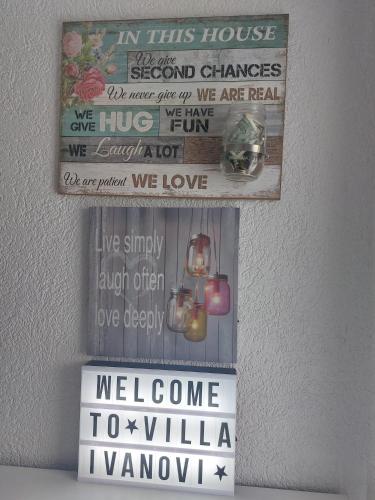 IN THIS HOUSE
We give
SECOND CHANCES
We never give up WE ARE REAL
WE GIVE HUG WE HAVE FUN
WE Laugh A LOT
We are patient WE LOVE
Live simply
laugh often
love deeply
WELCOME
TO★VILLA
IVANOVI ★